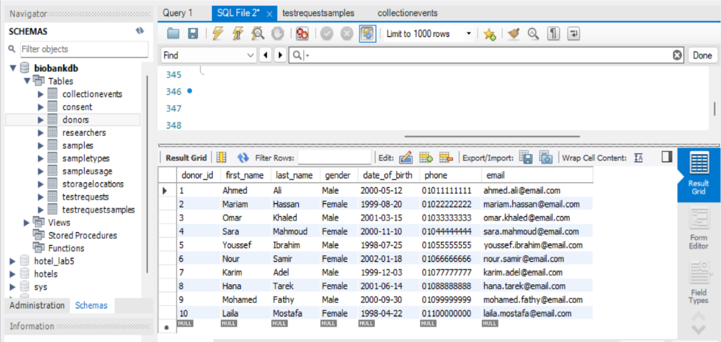 Navigator
SCHEMAS
Filter objects
biobankdb
Tables
collectionevents
consent
donors
researchers
samples
sampletypes
sampleusage
storagelocations
testrequests
testrequestsamples
Views
Stored Procedures
Functions
hotel_lab5
hotels
sys
Administration Schemas
Information
Query 1 SQL File 2* testrequestsamples collectionevents
Limit to 1000 rows
Find Done
345
346
347
348
Result Grid Filter Rows: Edit: Export/Import: Wrap Cell Content:
donor_id first_name last_name gender date_of_birth phone email
1 Ahmed Ali Male 2000-05-12 01011111111 ahmed.ali@email.com
2 Mariam Hassan Female 1999-08-20 01022222222 mariam.hassan@email.com
3 Omar Khaled Male 2001-03-15 01033333333 omar.khaled@email.com
4 Sara Mahmoud Female 2000-11-10 01044444444 sara.mahmoud@email.com
5 Youssef Ibrahim Male 1998-07-25 01055555555 youssef.ibrahim@email.com
6 Nour Samir Female 2002-01-18 01066666666 nour.samir@email.com
7 Karim Adel Male 1999-12-03 01077777777 karim.adel@email.com
8 Hana Tarek Female 2001-06-14 01088888888 hana.tarek@email.com
9 Mohamed Fathy Male 2000-09-30 01099999999 mohamed.fathy@email.com
10 Laila Mostafa Female 1998-04-22 01100000000 laila.mostafa@email.com
NULL NULL NULL NULL NULL NULL NULL
Result
Grid
Form
Editor
Field
Types